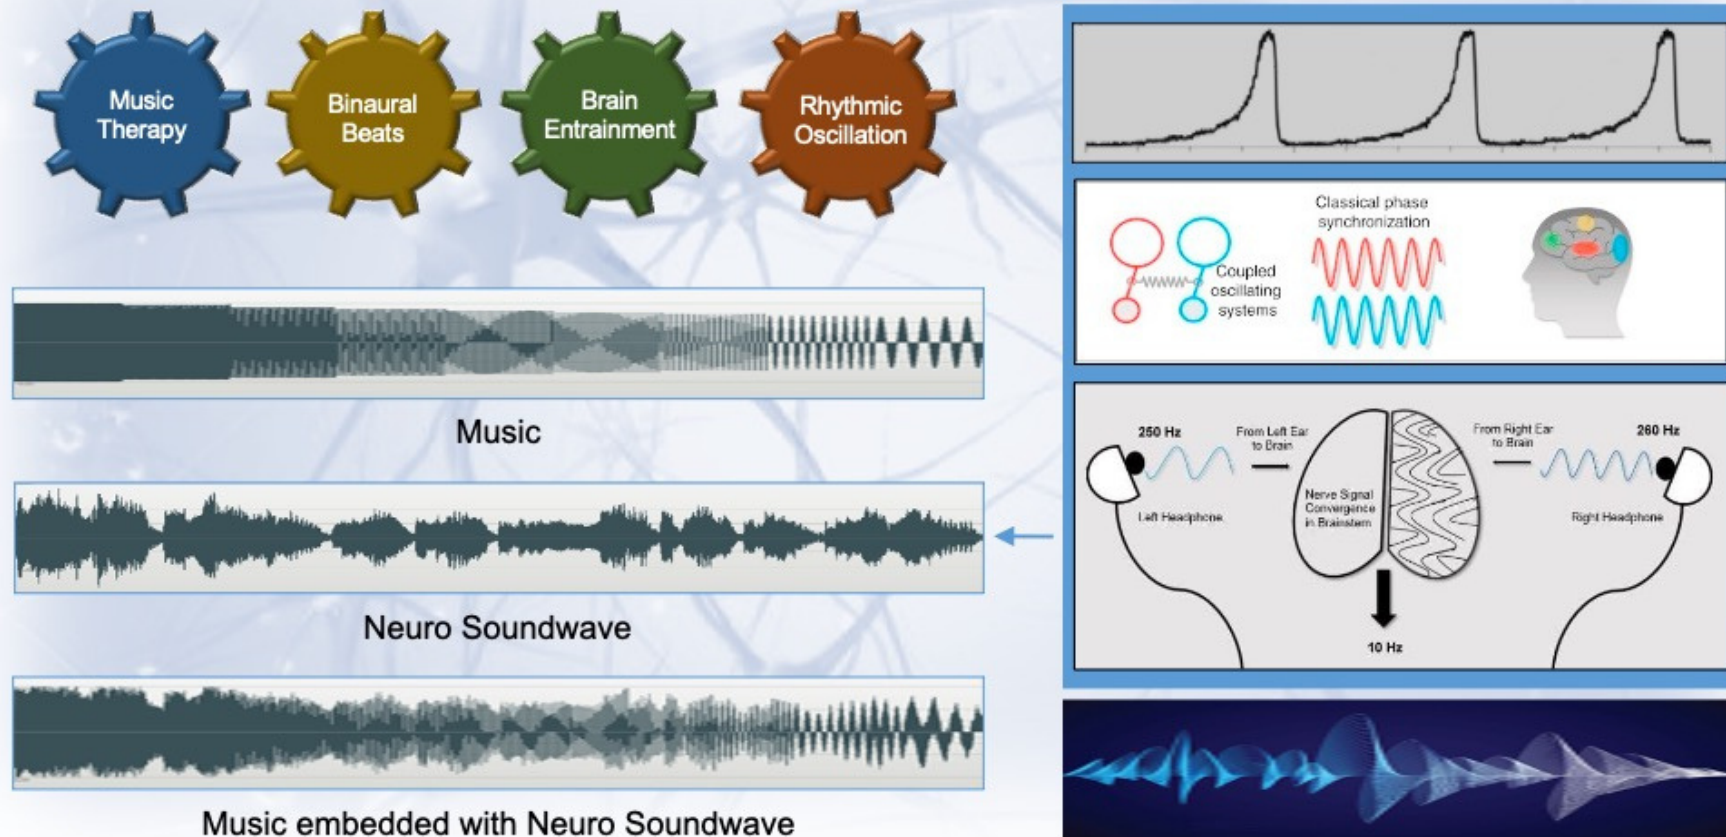 Music
Therapy
Binaural
Beats
Brain
Entrainment
Rhythmic
Oscillation
Music
Neuro Soundwave
Music embedded with Neuro Soundwave
Coupled
oscillating
systems
Classical phase
synchronization
250 Hz
From Left Ear
to Brain
From Right Ear
to Brain
260 Hz
Left Headphone
Nerve Signal
Convergence
in Brainstem
Right Headphone
10 Hz